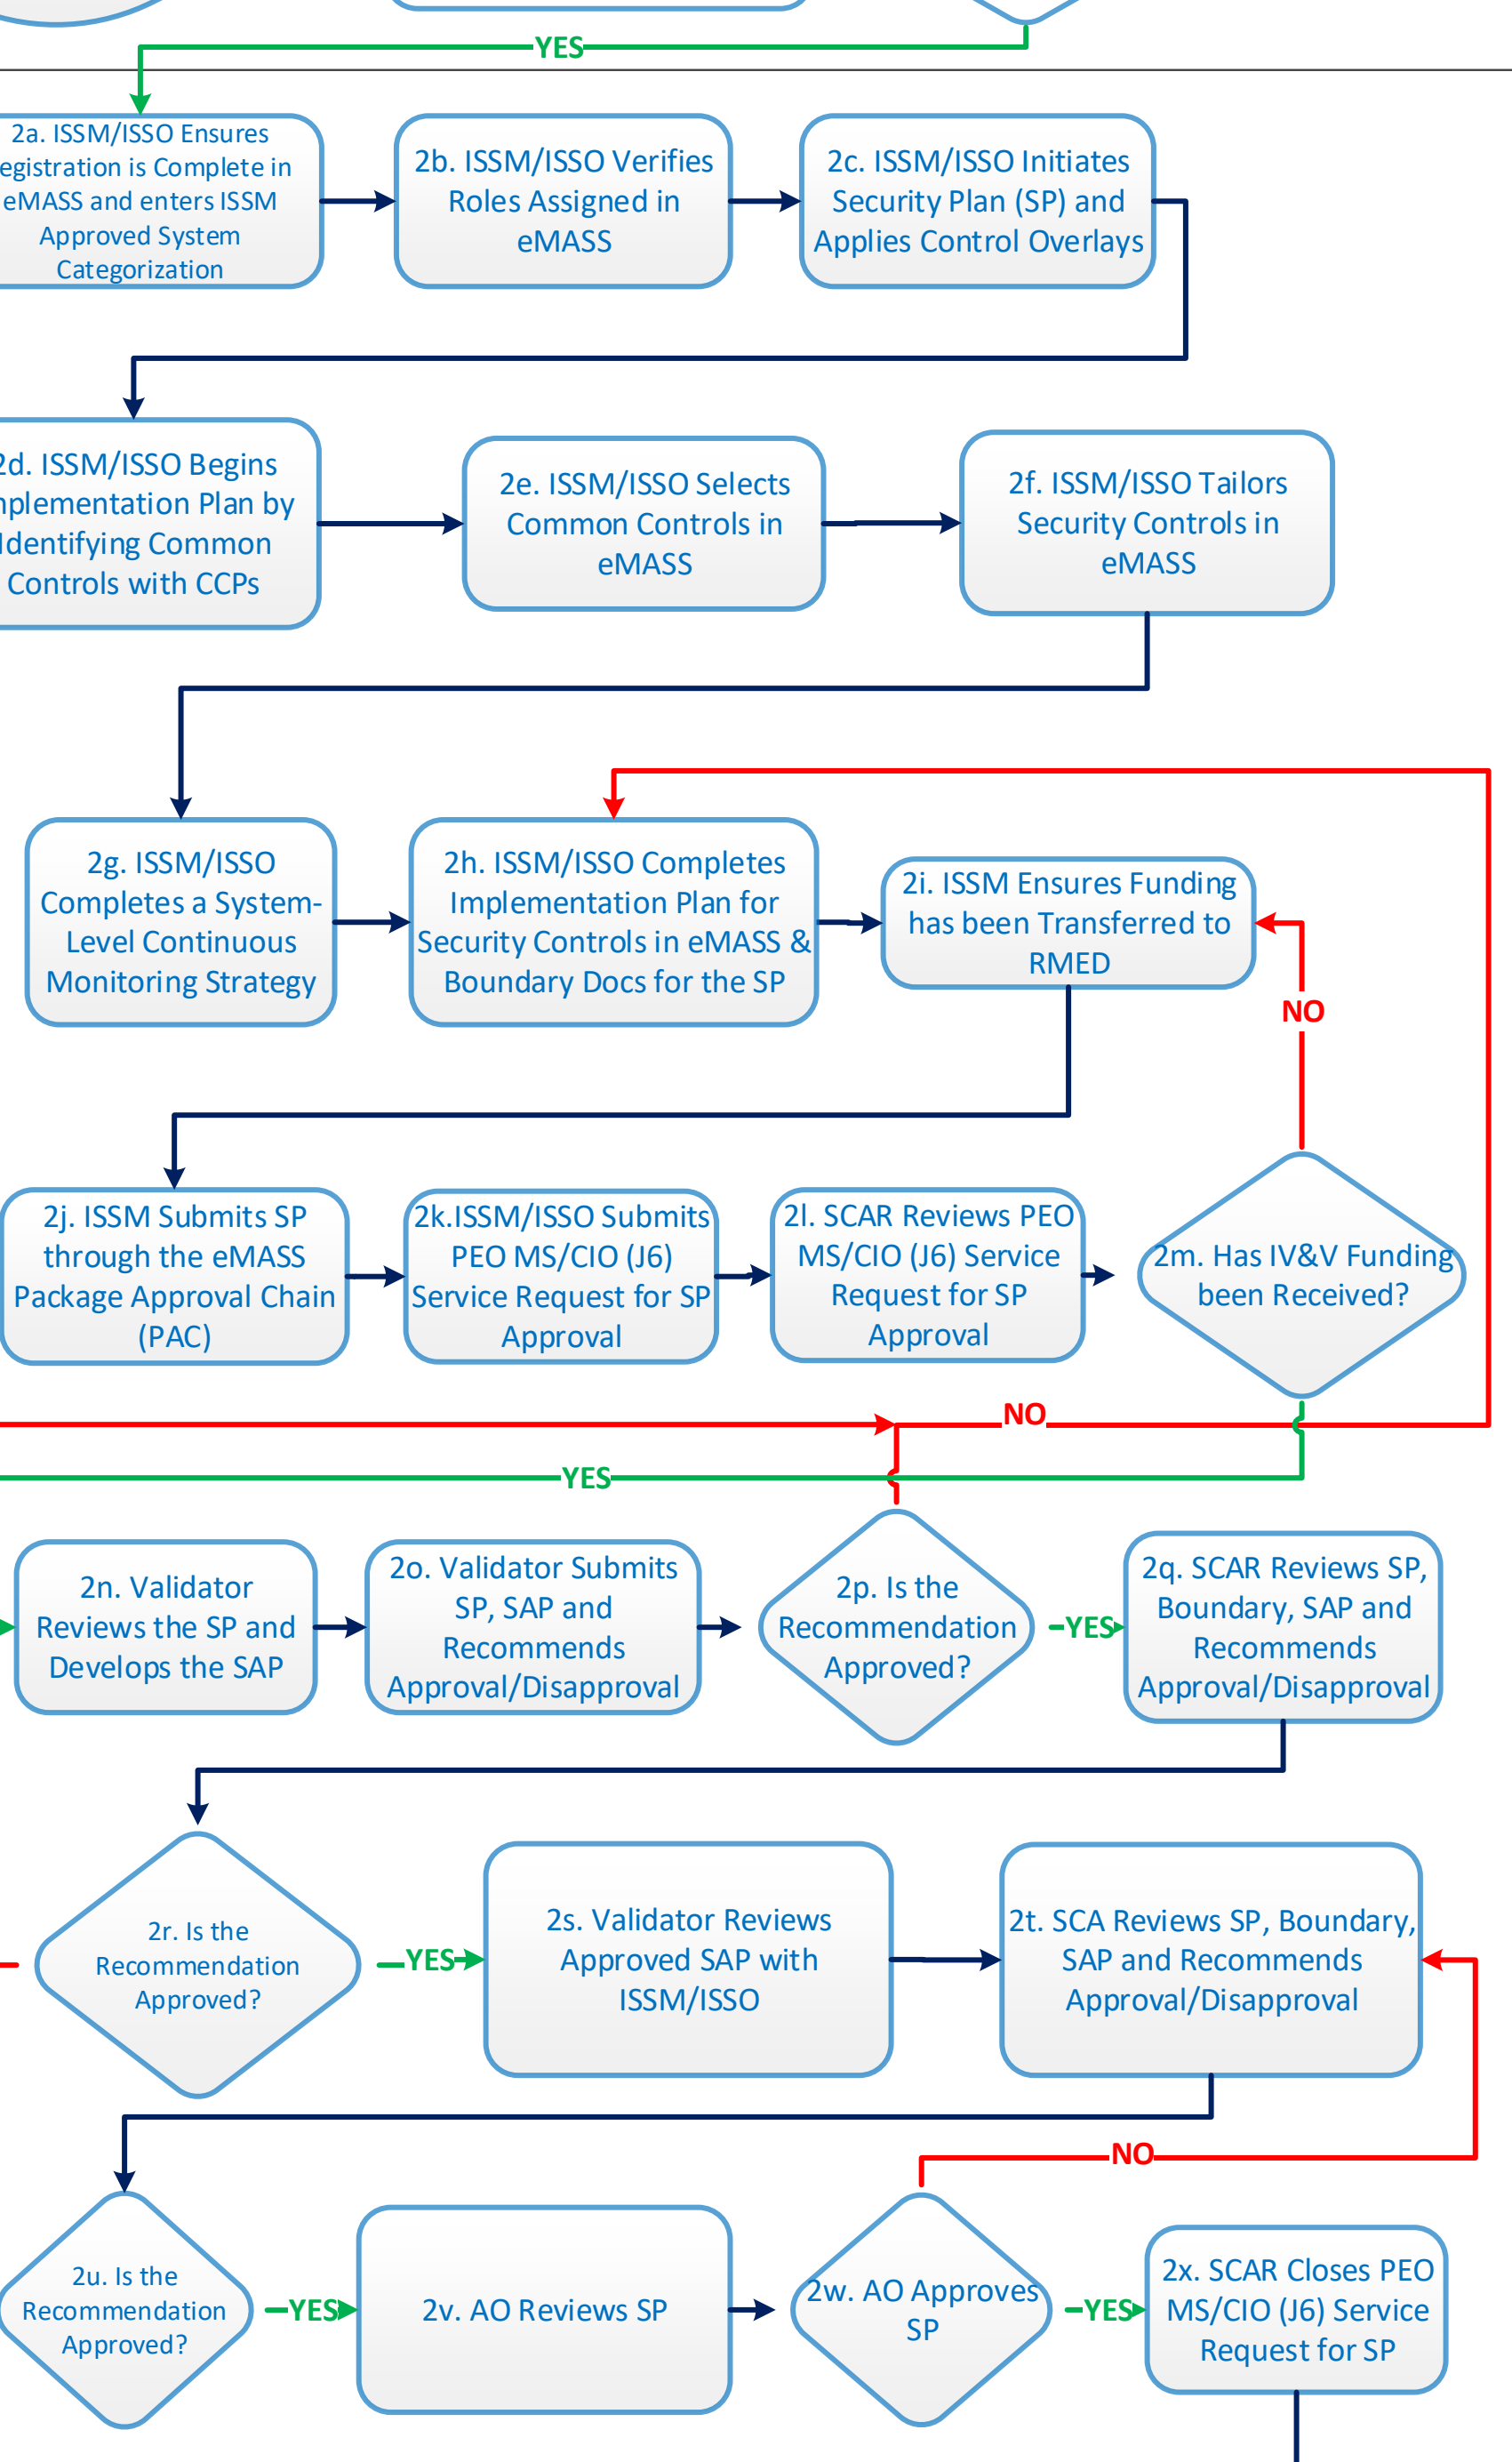 YES
2a. ISSM/ISSO Ensures
egistration is Complete in
eMASS and enters ISSM
Approved System
Categorization
2b. ISSM/ISSO Verifies
Roles Assigned in
eMASS
2c. ISSM/ISSO Initiates
Security Plan (SP) and
Applies Control Overlays
2d. ISSM/ISSO Begins
mplementation Plan by
Identifying Common
Controls with CCPs
2e. ISSM/ISSO Selects
Common Controls in
eMASS
2f. ISSM/ISSO Tailors
Security Controls in
eMASS
2g. ISSM/ISSO
Completes a System-
Level Continuous
Monitoring Strategy
2h. ISSM/ISSO Completes
Implementation Plan for
Security Controls in eMASS &
Boundary Docs for the SP
2i. ISSM Ensures Funding
has been Transferred to
RMED
NO
2j. ISSM Submits SP
through the eMASS
Package Approval Chain
(PAC)
2k.ISSM/ISSO Submits
PEO MS/CIO (J6)
Service Request for SP
Approval
2l. SCAR Reviews PEO
MS/CIO (J6) Service
Request for SP
Approval
2m. Has IV&V Funding
been Received?
NO
YES
2n. Validator
Reviews the SP and
Develops the SAP
2o. Validator Submits
SP, SAP and
Recommends
Approval/Disapproval
2p. Is the
Recommendation
Approved?
YES
2q. SCAR Reviews SP,
Boundary, SAP and
Recommends
Approval/Disapproval
2r. Is the
Recommendation
Approved?
YES
2s. Validator Reviews
Approved SAP with
ISSM/ISSO
2t. SCA Reviews SP, Boundary,
SAP and Recommends
Approval/Disapproval
NO
2u. Is the
Recommendation
Approved?
YES
2v. AO Reviews SP
2w. AO Approves
SP
YES
2x. SCAR Closes PEO
MS/CIO (J6) Service
Request for SP